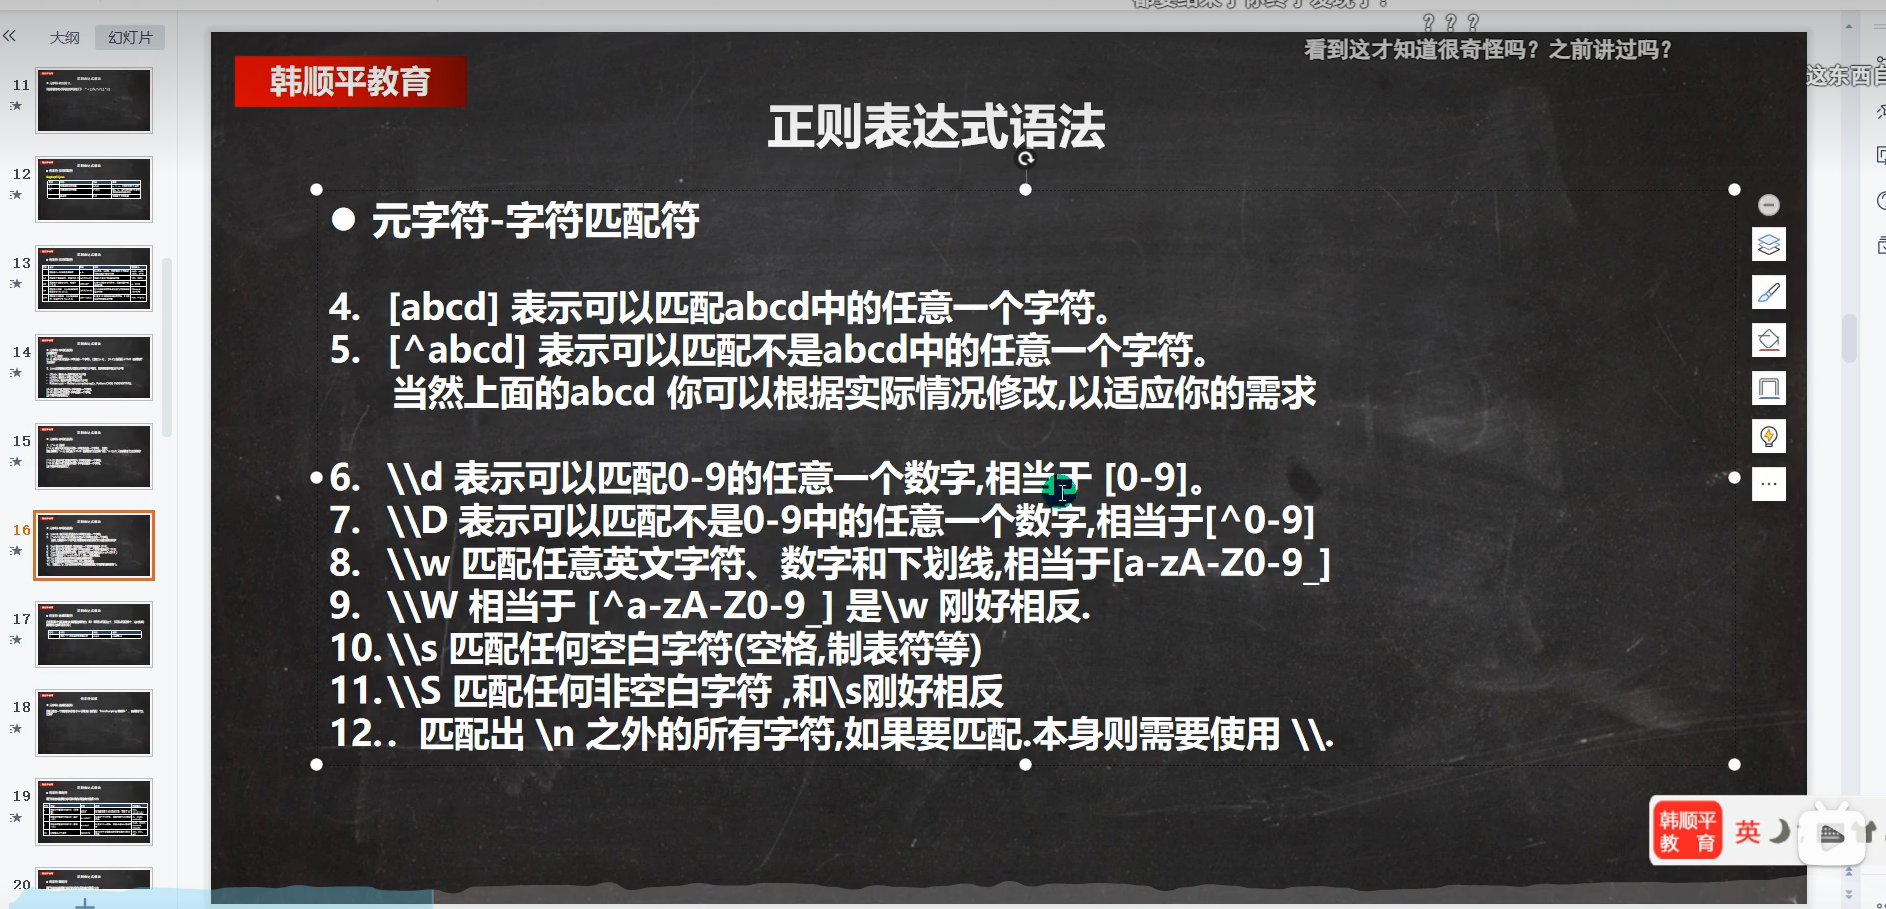 ？？？
看到这才知道很奇怪吗？之前讲过吗？
这东西自
大纲 幻灯片
11
12
13
14
15
16
17
18
19
20
韩顺平教育
正则表达式语法
● 元字符-字符匹配符
4. [abcd] 表示可以匹配abcd中的任意一个字符。
5. [^abcd] 表示可以匹配不是abcd中的任意一个字符。
当然上面的abcd 你可以根据实际情况修改,以适应你的需求
6. \\d 表示可以匹配0-9的任意一个数字,相当于 [0-9]。
7. \\D 表示可以匹配不是0-9中的任意一个数字,相当于[^0-9]
8. \\w 匹配任意英文字符、数字和下划线,相当于[a-zA-Z0-9_]
9. \\W 相当于 [^a-zA-Z0-9_] 是\w 刚好相反.
10. \\s 匹配任何空白字符(空格,制表符等)
11. \\S 匹配任何非空白字符 ,和\s刚好相反
12. . 匹配出 \n 之外的所有字符,如果要匹配.本身则需要使用 \\.
韩顺平
教 育
英